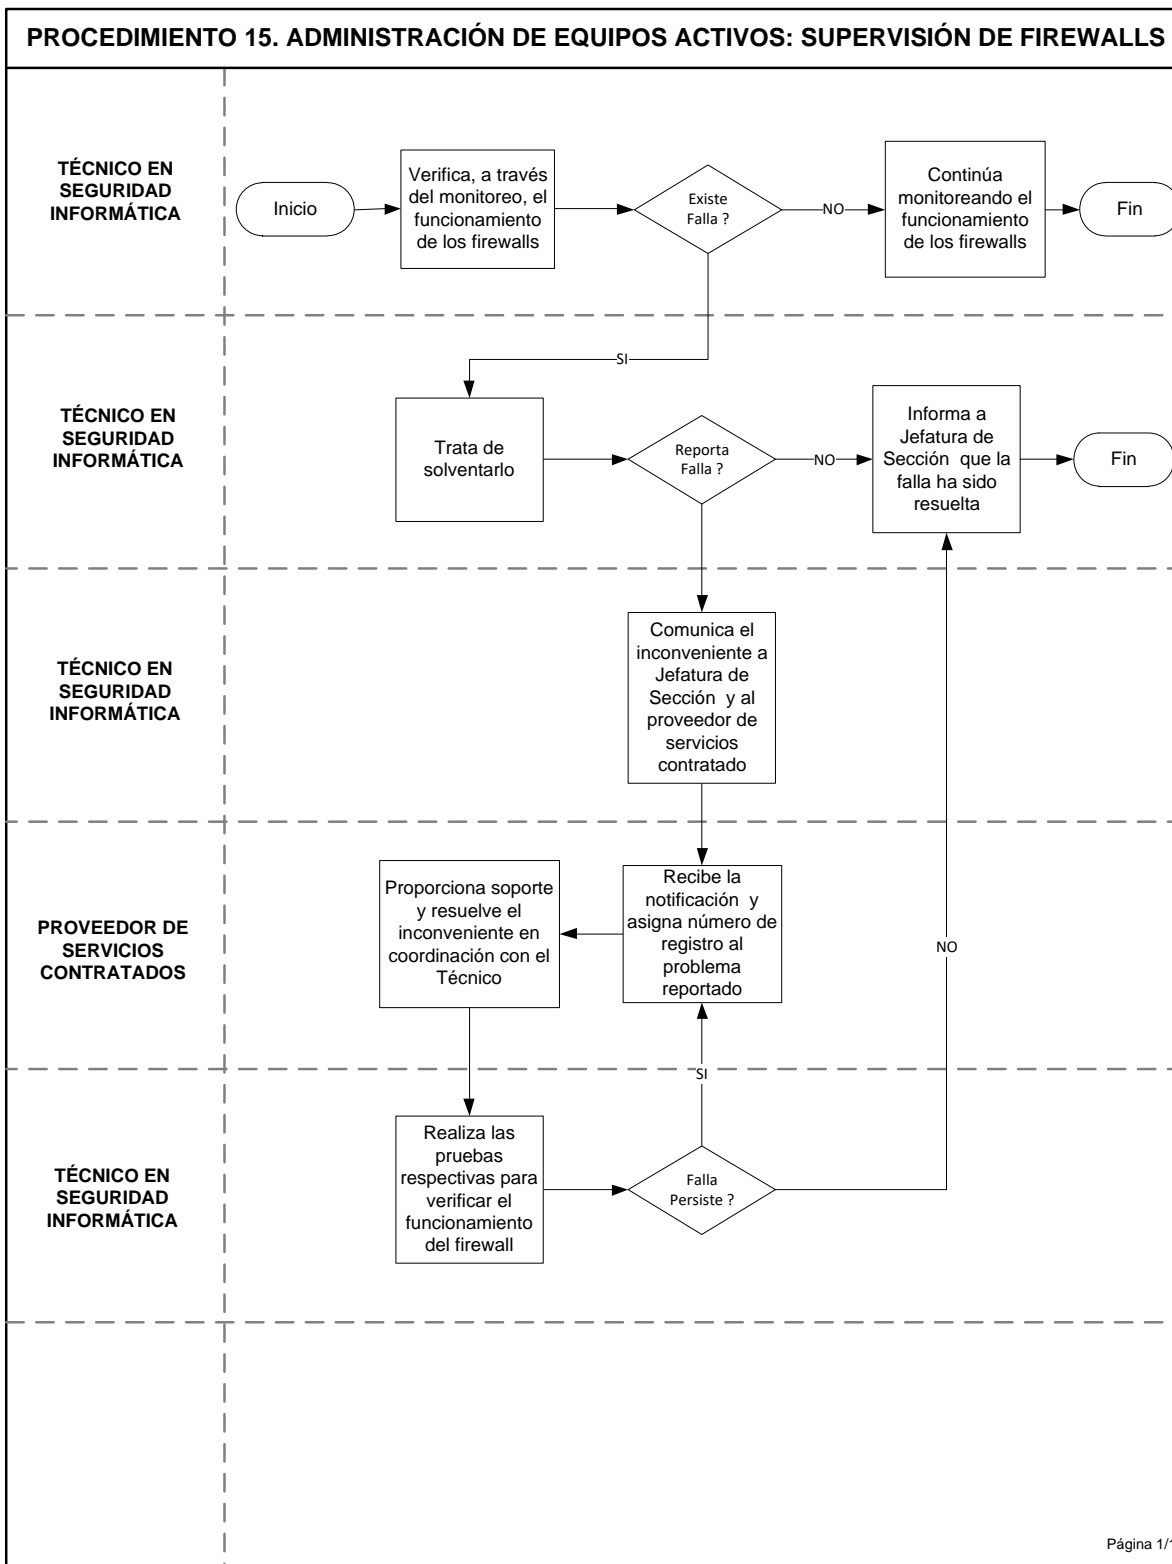 PROCEDIMIENTO 15. ADMINISTRACIÓN DE EQUIPOS ACTIVOS: SUPERVISIÓN DE FIREWALLS
TÉCNICO EN
SEGURIDAD
INFORMÁTICA
Inicio
Verifica, a través
del monitoreo, el
funcionamiento
de los firewalls
Existe
Falla ?
NO
Continúa
monitoreando el
funcionamiento
de los firewalls
Fin
SI
TÉCNICO EN
SEGURIDAD
INFORMÁTICA
Trata de
solventarlo
Reporta
Falla ?
NO
Informa a
Jefatura de
Sección que la
falla ha sido
resuelta
Fin
TÉCNICO EN
SEGURIDAD
INFORMÁTICA
Comunica el
inconveniente a
Jefatura de
Sección y al
proveedor de
servicios
contratado
PROVEEDOR DE
SERVICIOS
CONTRATADOS
Proporciona soporte
y resuelve el
inconveniente en
coordinación con el
Técnico
Recibe la
notificación y
asigna número de
registro al
problema
reportado
NO
SI
TÉCNICO EN
SEGURIDAD
INFORMÁTICA
Realiza las
pruebas
respectivas para
verificar el
funcionamiento
del firewall
Falla
Persiste ?
Página 1/1